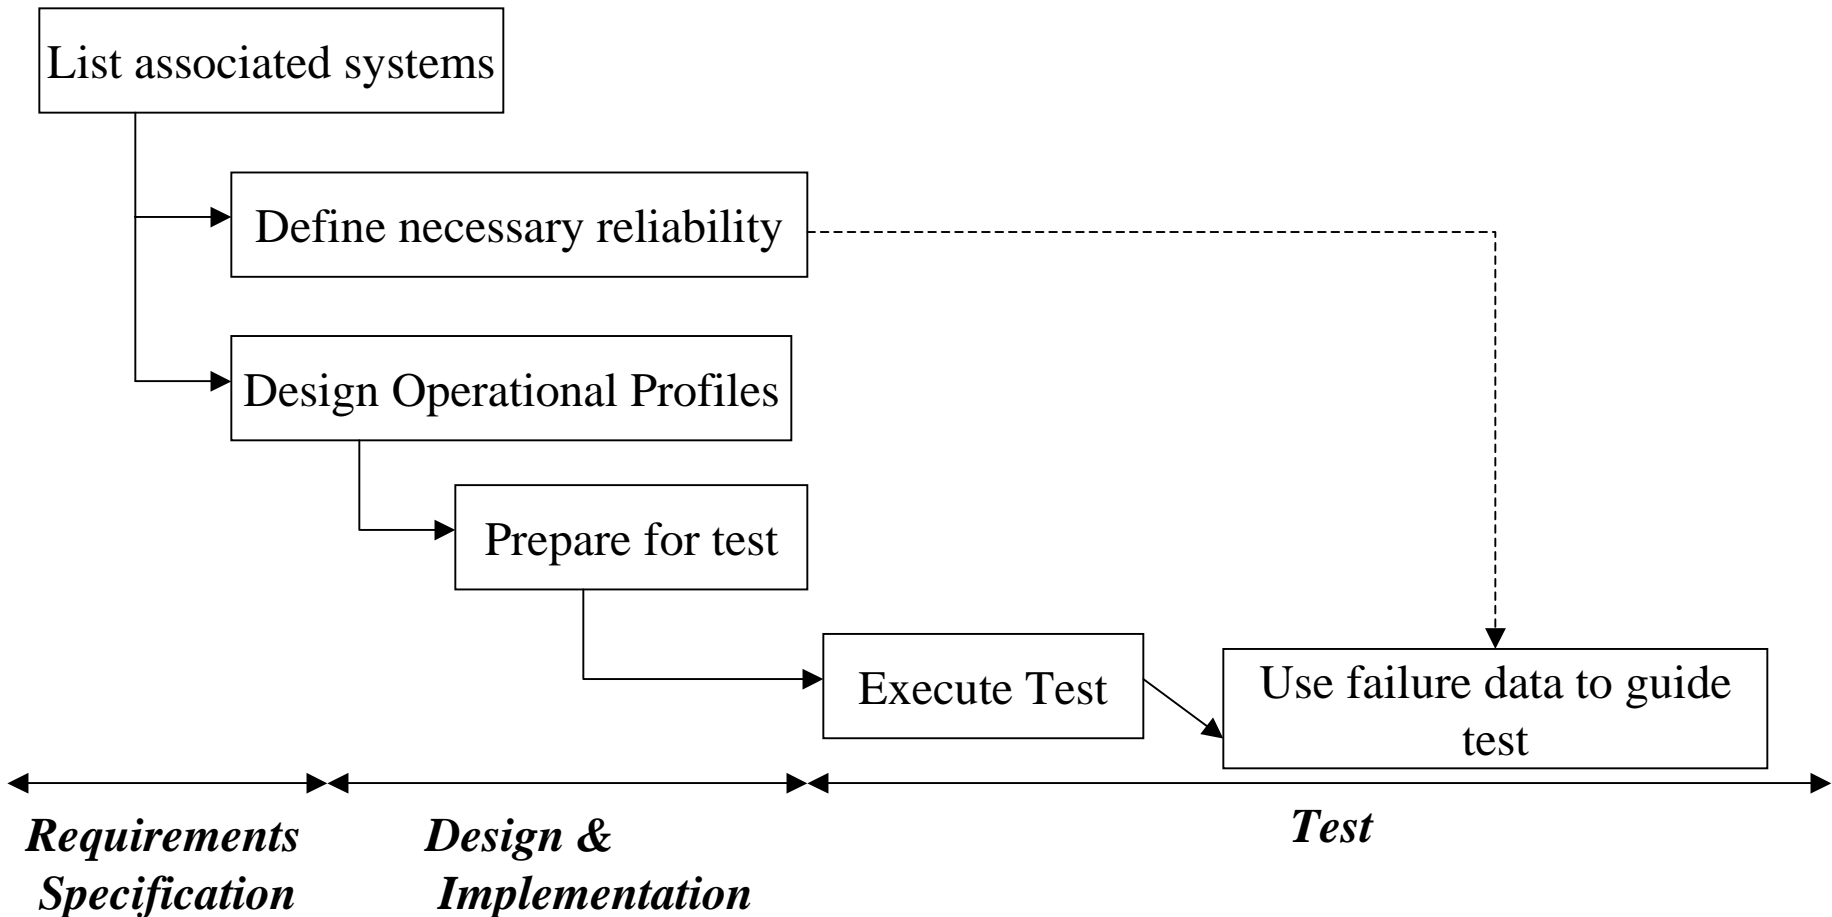 List associated systems
Define necessary reliability
Design Operational Profiles
Prepare for test
Execute Test
Use failure data to guide
test
Requirements
Specification
Design &
Implementation
Test